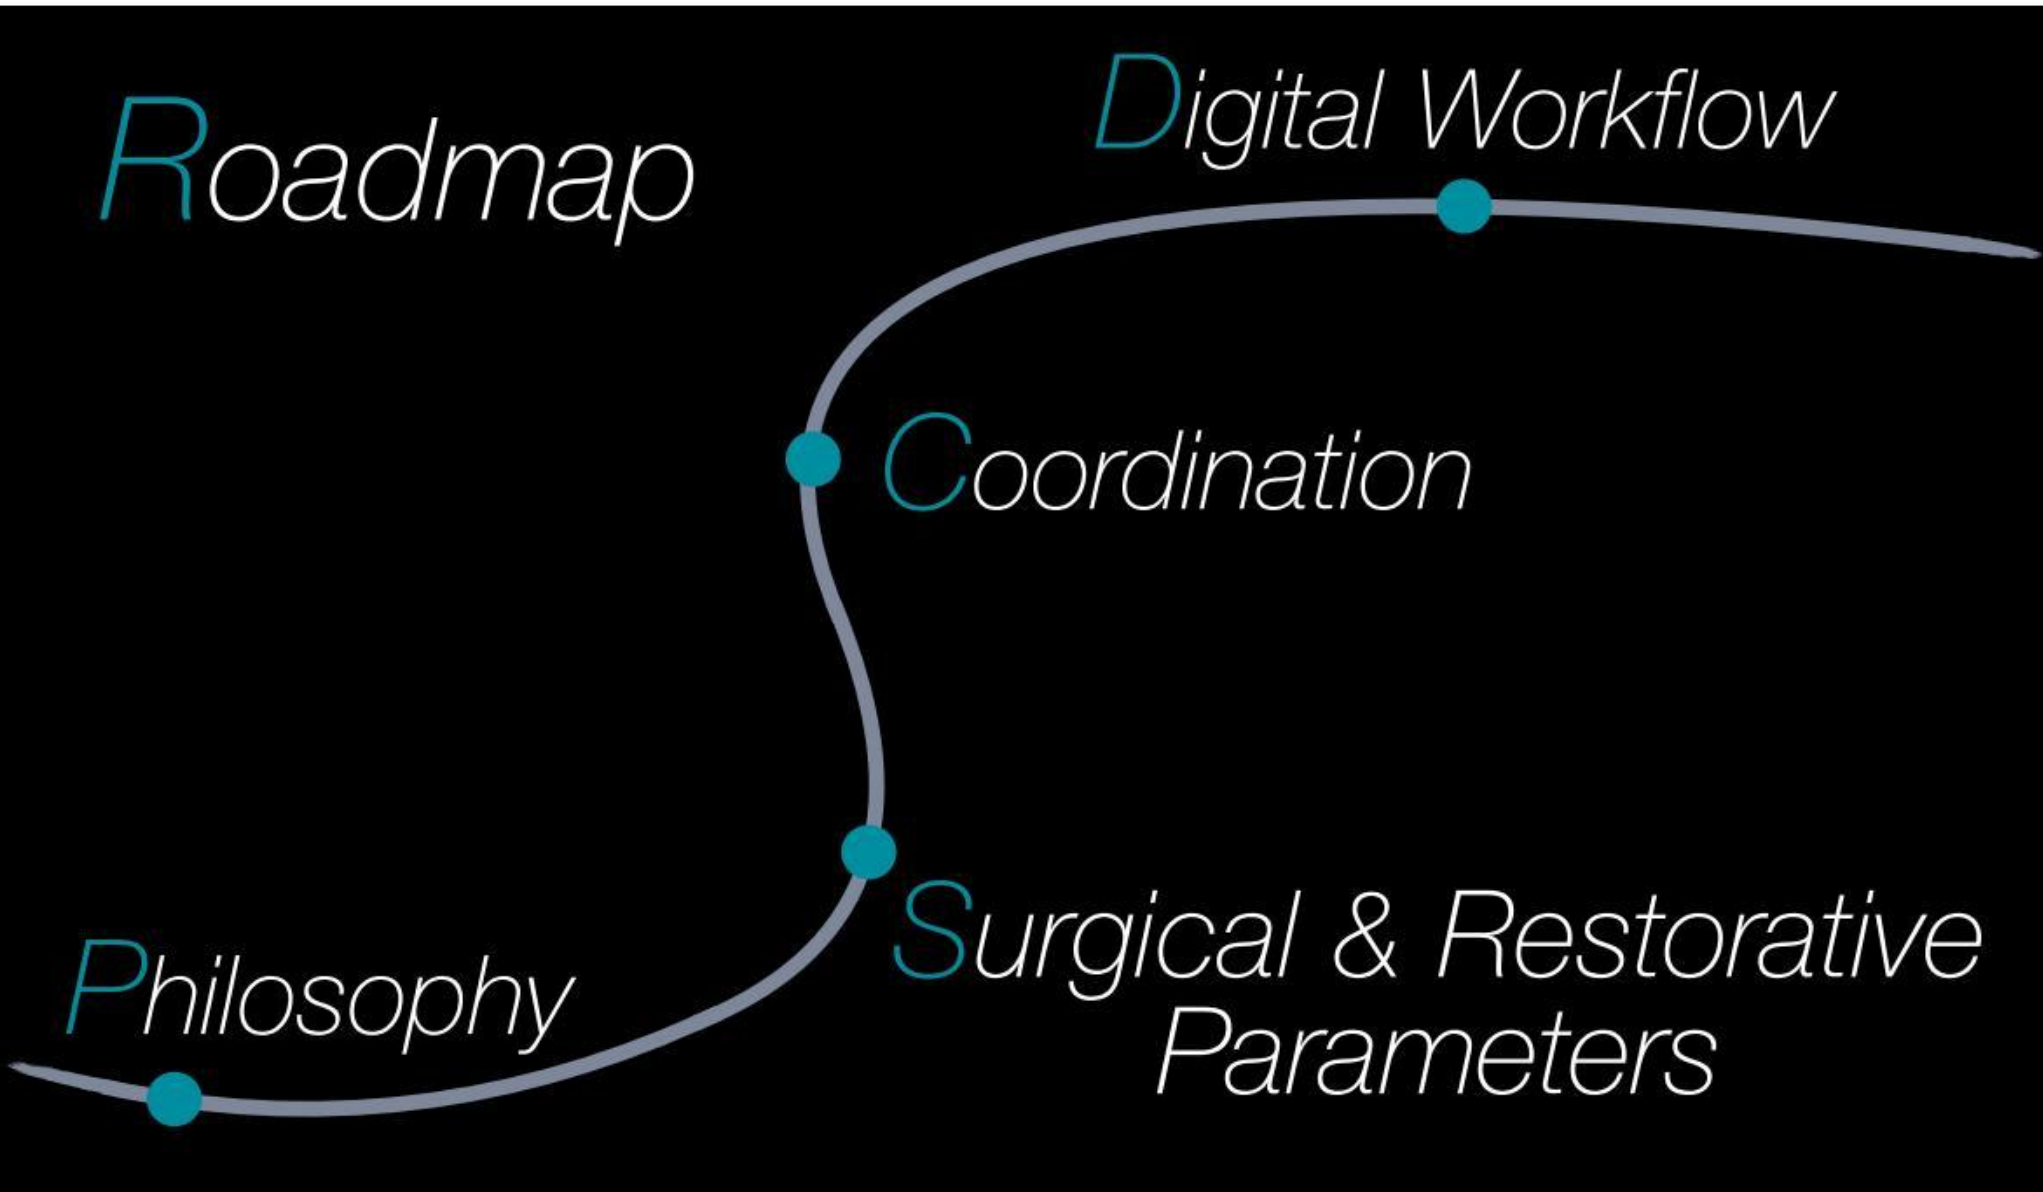 Roadmap
Digital Workflow
Coordination
Surgical & Restorative
Parameters
Philosophy